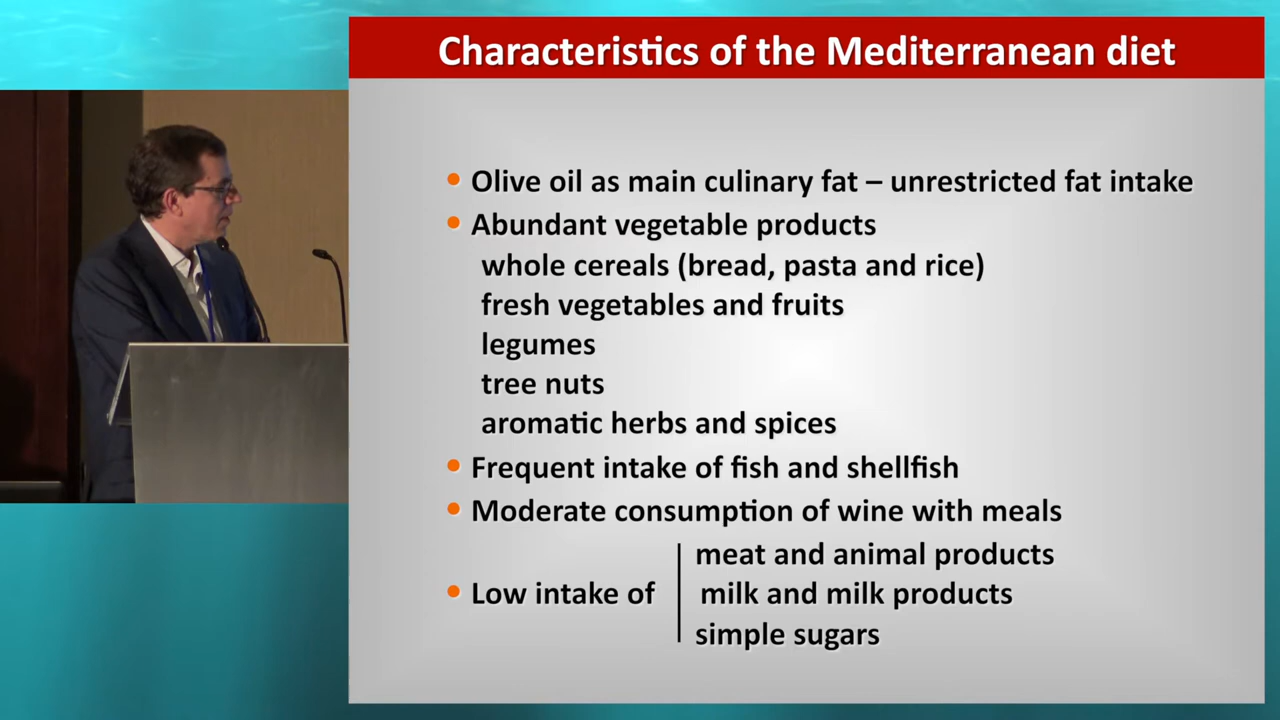 Characteristics of the Mediterranean diet
• Olive oil as main culinary fat – unrestricted fat intake
• Abundant vegetable products
whole cereals (bread, pasta and rice)
fresh vegetables and fruits
legumes
tree nuts
aromatic herbs and spices
• Frequent intake of fish and shellfish
• Moderate consumption of wine with meals
• Low intake of
meat and animal products
milk and milk products
simple sugars